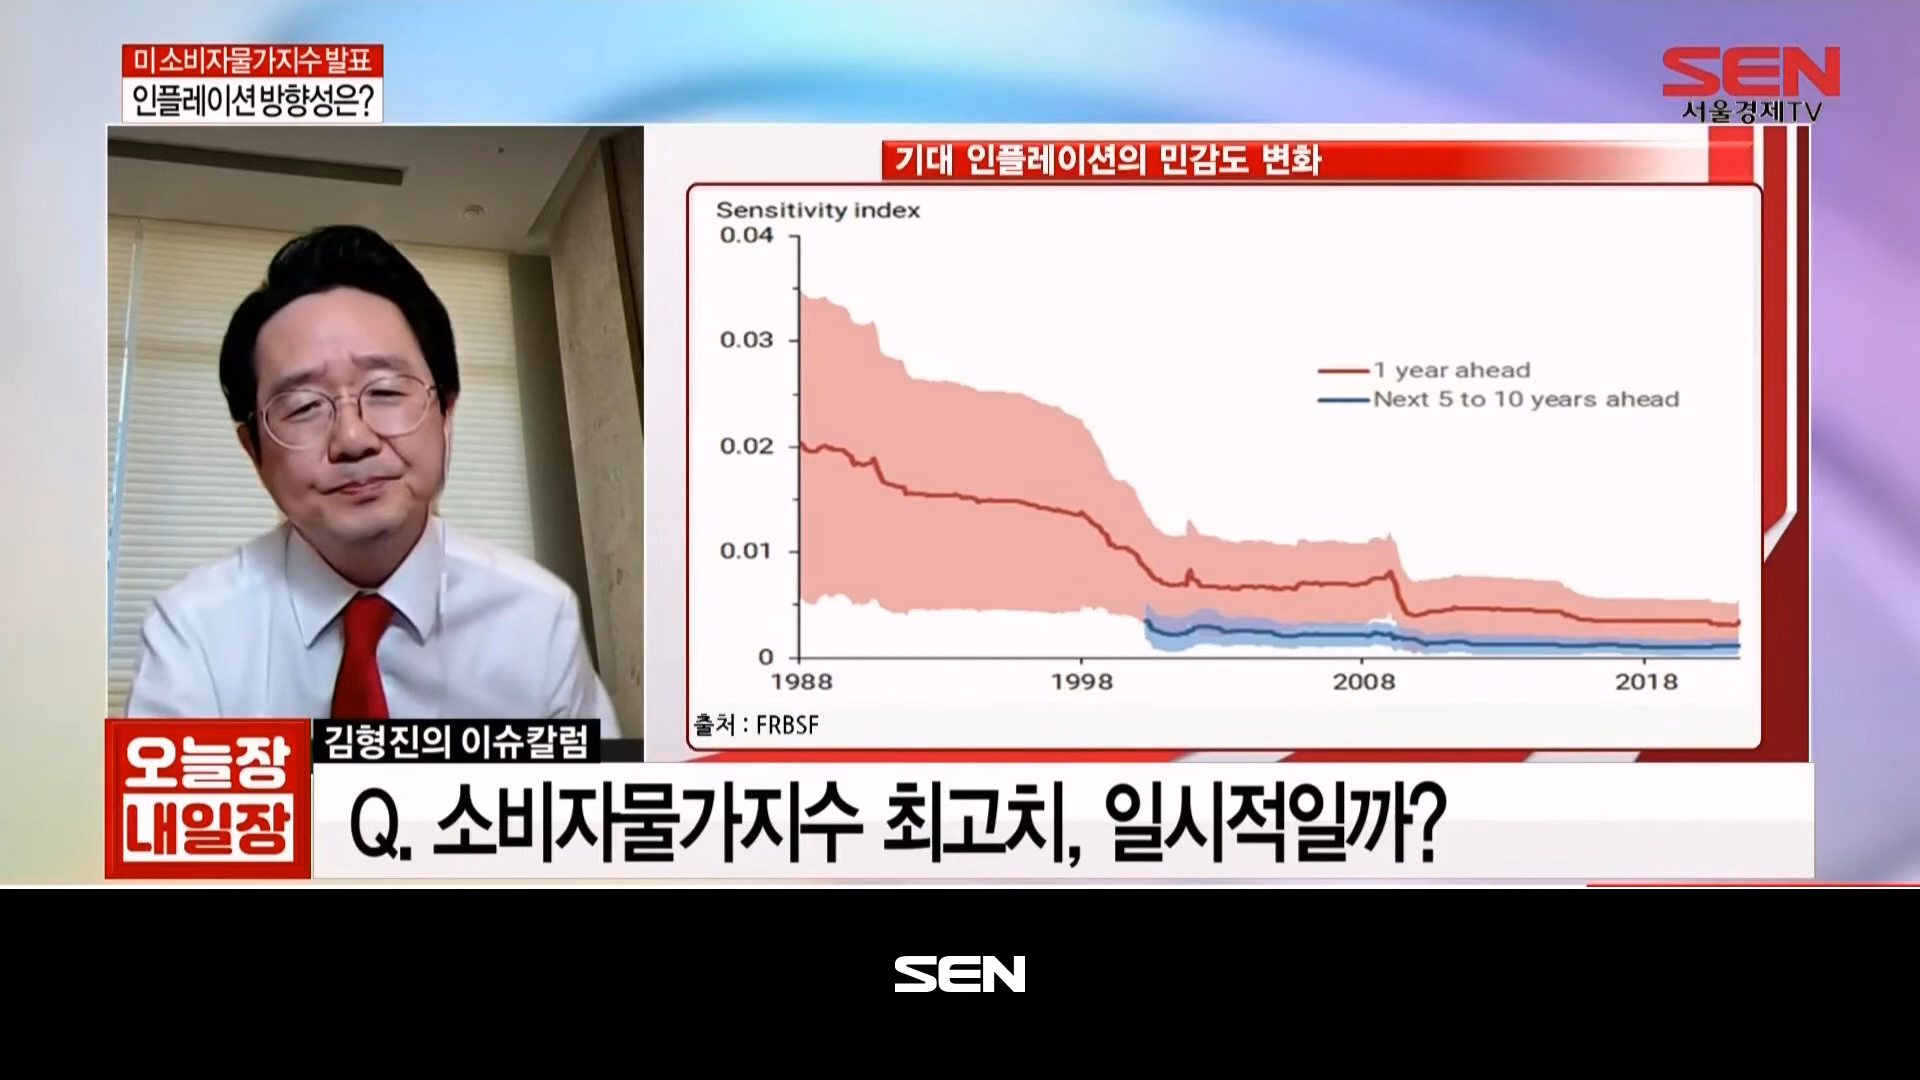 미 소비자물가지수 발표
인플레이션 방향성은?
SEN
서울경제TV
기대 인플레이션의 민감도 변화
Sensitivity index
0.04
0.03
0.02
0.01
0
1988
1998
2008
2018
1 year ahead
Next 5 to 10 years ahead
출처 : FRBSF
김형진의 이슈칼럼
오늘장
내일장
Q. 소비자물가지수 최고치, 일시적일까?
SEN